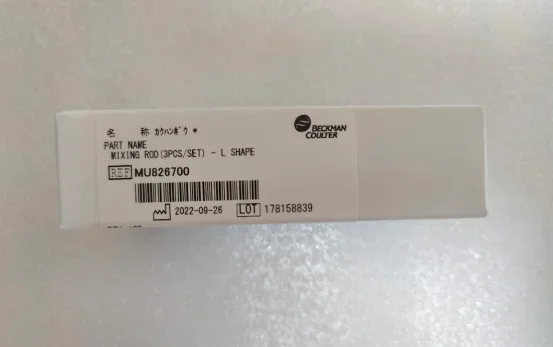 名 称 ｶｸﾊﾝﾎﾞｳ *
BECKMAN
COULTER
PART NAME
MIXING ROD(3PCS/SET) - L SHAPE
REF MU826700
2022-09-26 LOT 178158839